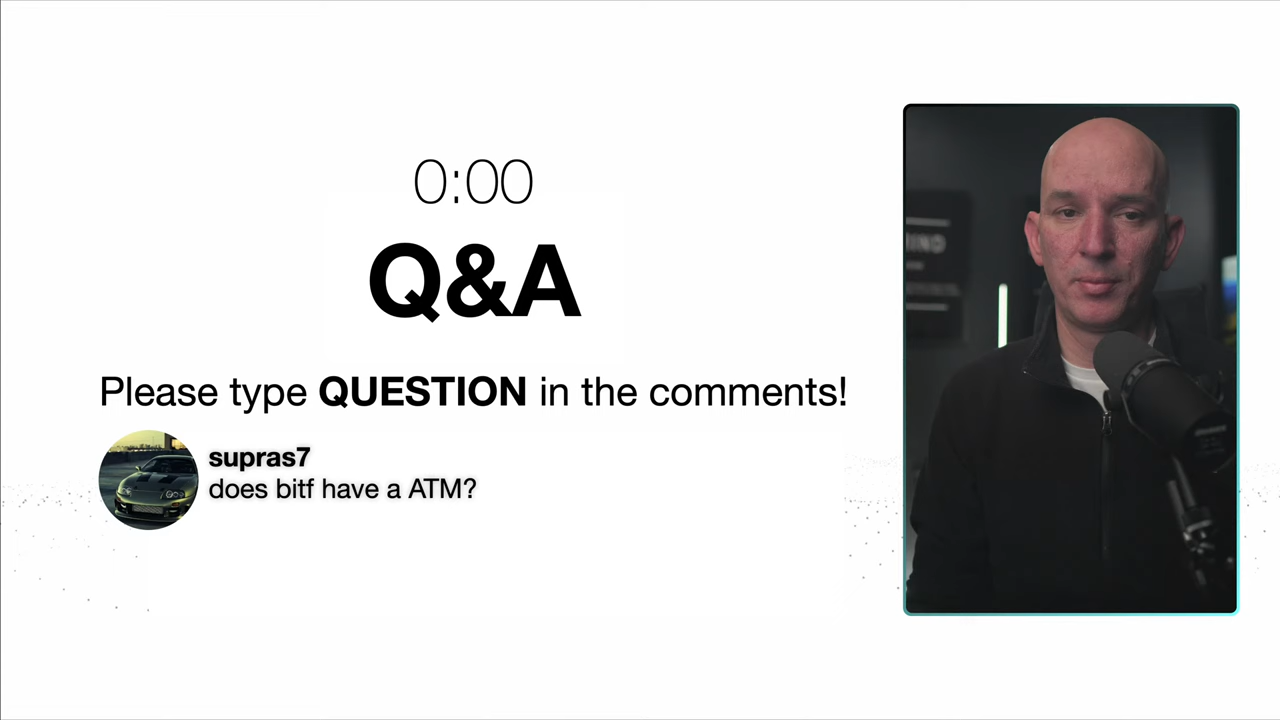 0:00
Q&A
Please type QUESTION in the comments!
supras7
does bitf have a ATM?